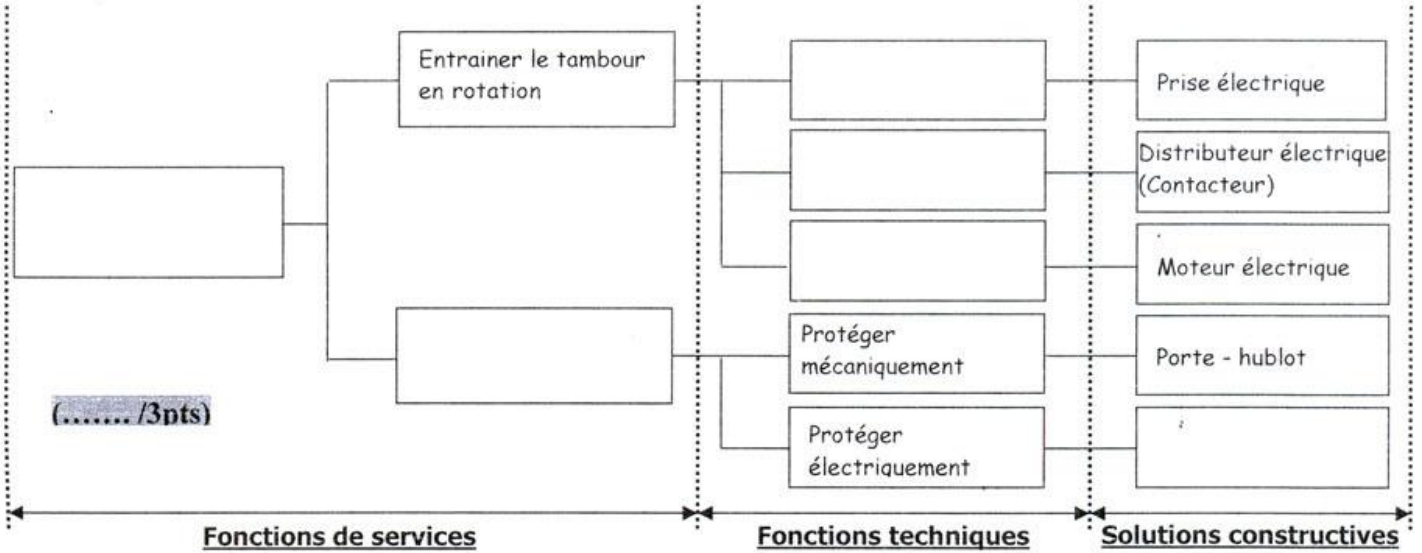 Entrainer le tambour
en rotation
Prise électrique
Distributeur électrique
(Contacteur)
Moteur électrique
Protéger
mécaniquement
Porte - hublot
(……. /3pts)
Protéger
électriquement
Fonctions de services
Fonctions techniques
Solutions constructives